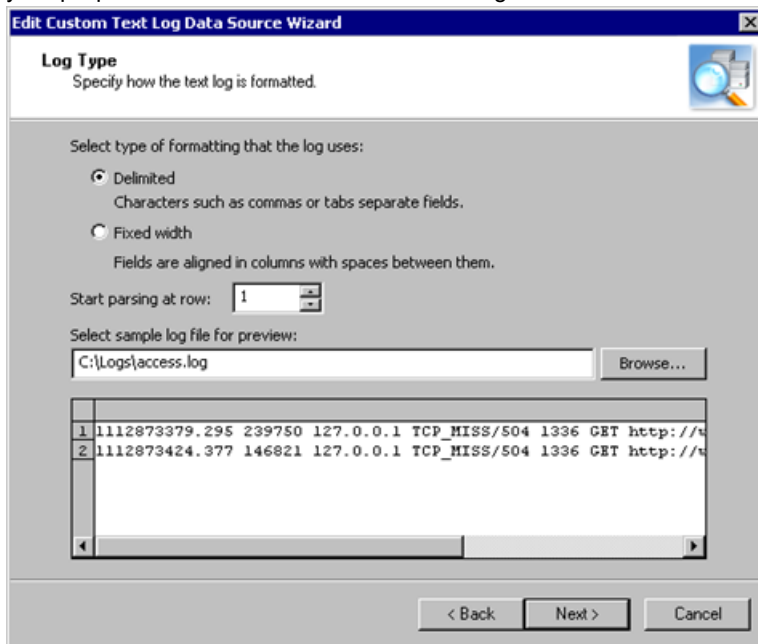 Edit Custom Text Log Data Source Wizard
Log Type
Specify how the text log is formatted.
Select type of formatting that the log uses:
Delimited
Characters such as commas or tabs separate fields.
Fixed width
Fields are aligned in columns with spaces between them.
Start parsing at row: 1
Select sample log file for preview:
C:\Logs\access.log Browse...
1 1112873379.295 239750 127.0.0.1 TCP_MISS/504 1336 GET http://
2 1112873424.377 146821 127.0.0.1 TCP_MISS/504 1336 GET http://
< Back Next > Cancel